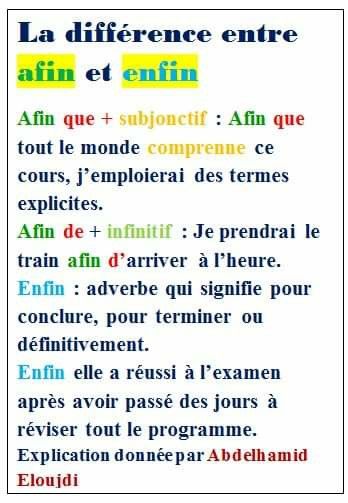 La différence entre
afin et enfin
Afin que + subjonctif : Afin que
tout le monde comprenne ce
cours, j’emploierai des termes
explicites.
Afin de + infinitif : Je prendrai le
train afin d’arriver à l’heure.
Enfin : adverbe qui signifie pour
conclure, pour terminer ou
définitivement.
Enfin elle a réussi à l’examen
après avoir passé des jours à
réviser tout le programme.
Explication donnée par Abdelhamid
Eloujdi